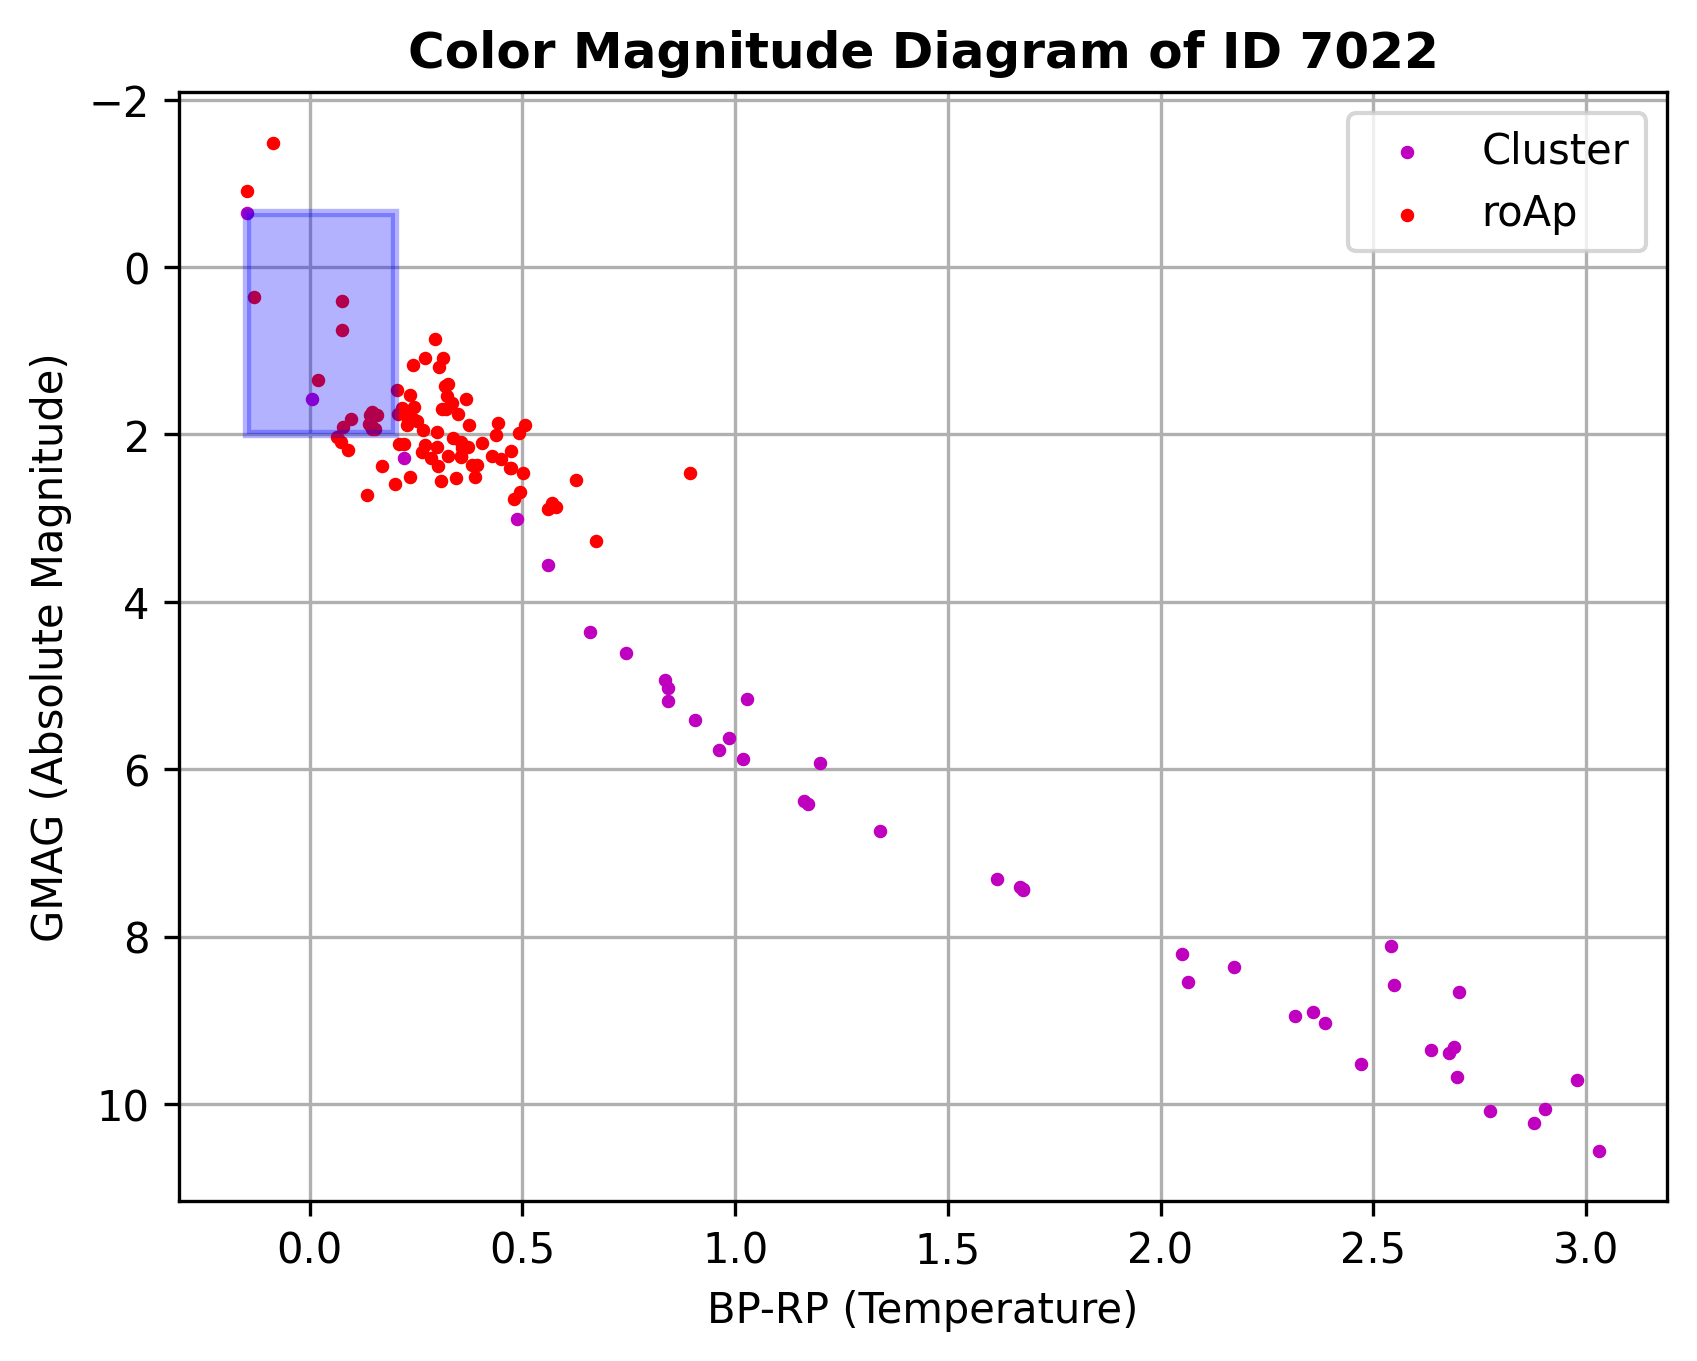 Color Magnitude Diagram of ID 7022
Cluster
roAp
GMAG (Absolute Magnitude)
−2
0
2
4
6
8
10
0.0 0.5 1.0 1.5 2.0 2.5 3.0
BP-RP (Temperature)